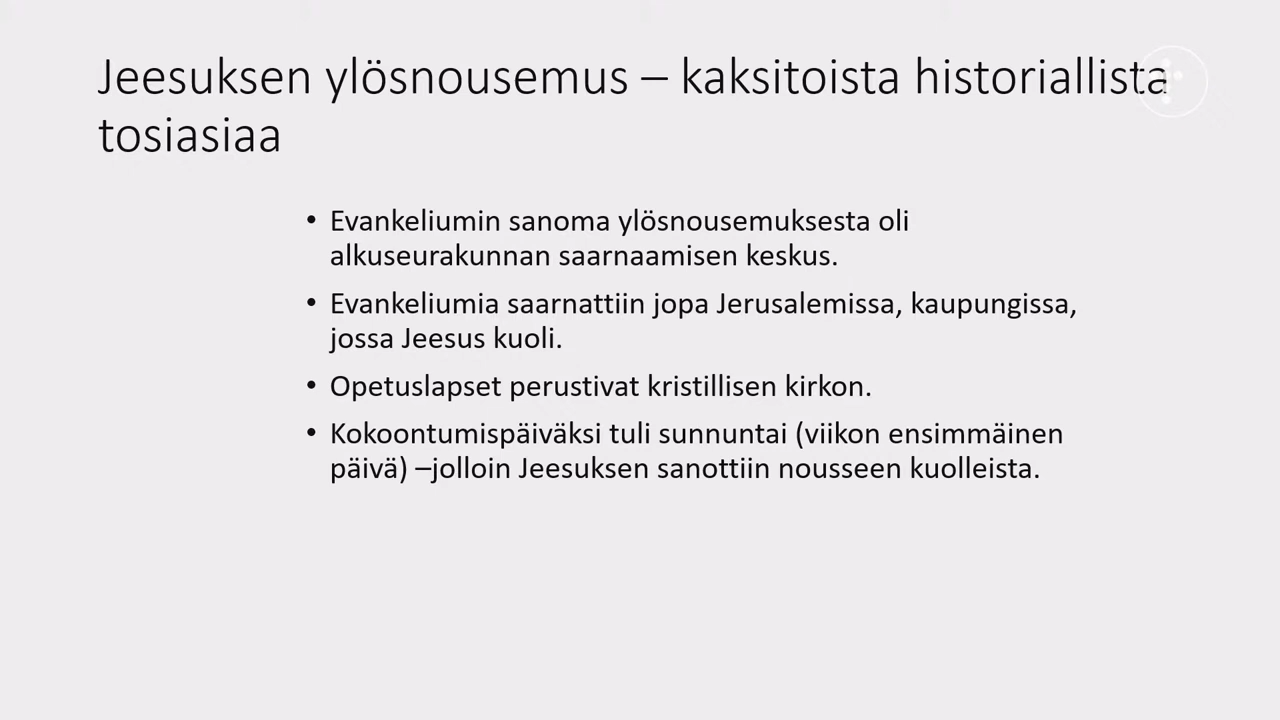 Jeesuksen ylösnousemus – kaksitoista historiallista
tosiasiaa
• Evankeliumin sanoma ylösnousemuksesta oli
alkuseurakunnan saarnaamisen keskus.
• Evankeliumia saarnattiin jopa Jerusalemissa, kaupungissa,
jossa Jeesus kuoli.
• Opetuslapset perustivat kristillisen kirkon.
• Kokoontumispäiväksi tuli sunnuntai (viikon ensimmäinen
päivä) –jolloin Jeesuksen sanottiin nousseen kuolleista.